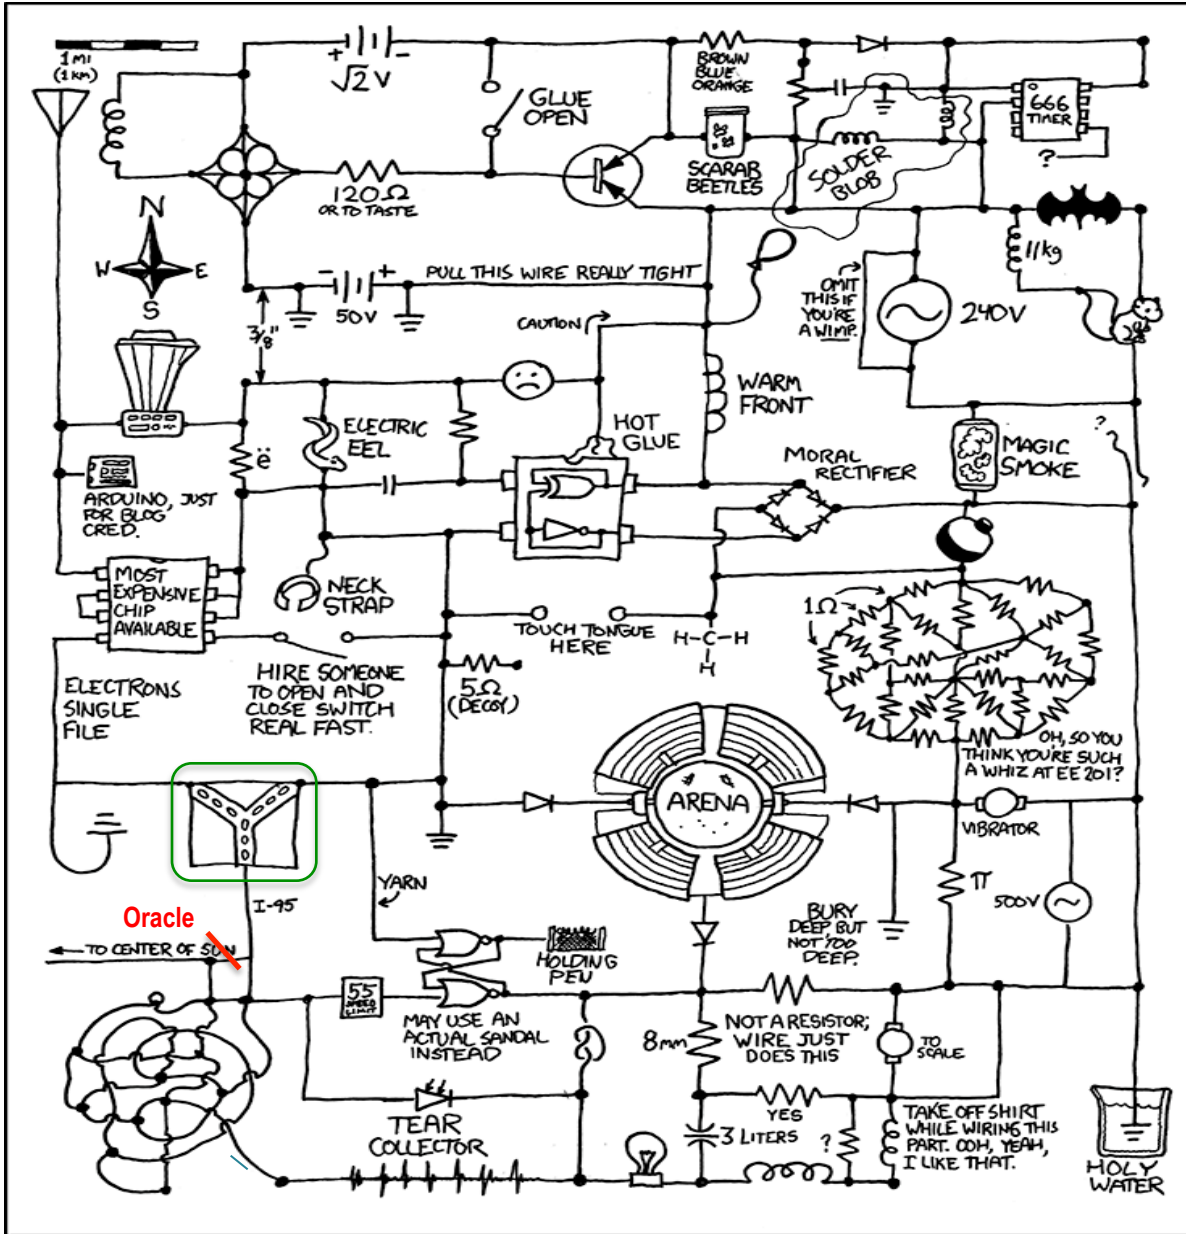 1 MI
(1 KM)
+
-
√2 V
GLUE
OPEN
BROWN
BLUE
ORANGE
666
TIMER
?
SCARAB
BEETLES
SOLDER
BLOB
120Ω
OR TO TASTE
N
W
E
S
11kg
- +
50V
PULL THIS WIRE REALLY TIGHT
3/8"
CAUTION
OMIT
THIS IF
YOU'RE
A WIMP.
240V
WARM
FRONT
ELECTRIC
EEL
HOT
GLUE
MORAL
RECTIFIER
MAGIC
SMOKE
?
ë
ARDUINO, JUST
FOR BLOG
CRED.
MOST
EXPENSIVE
CHIP
AVAILABLE
NECK
STRAP
TOUCH TONGUE
HERE
H-C-H
H
1Ω
ELECTRONS
SINGLE
FILE
HIRE SOMEONE
TO OPEN AND
CLOSE SWITCH
REAL FAST.
5Ω
(DECOY)
OH, SO YOU
THINK YOU'RE SUCH
A WHIZ AT EE 201?
ARENA
VIBRATOR
π
500V
YARN
I-95
Oracle
TO CENTER OF SUN
BURY
DEEP, BUT
NOT TOO
DEEP.
HOLDING
PEN
55
SPEED
LIMIT
MAY USE AN
ACTUAL SANDAL
INSTEAD
8mm
NOT A RESISTOR;
WIRE JUST
DOES THIS
TO
SCALE
TEAR
COLLECTOR
YES
3 LITERS
?
TAKE OFF SHIRT
WHILE WIRING THIS
PART. OOH, YEAH,
I LIKE THAT.
HOLY
WATER